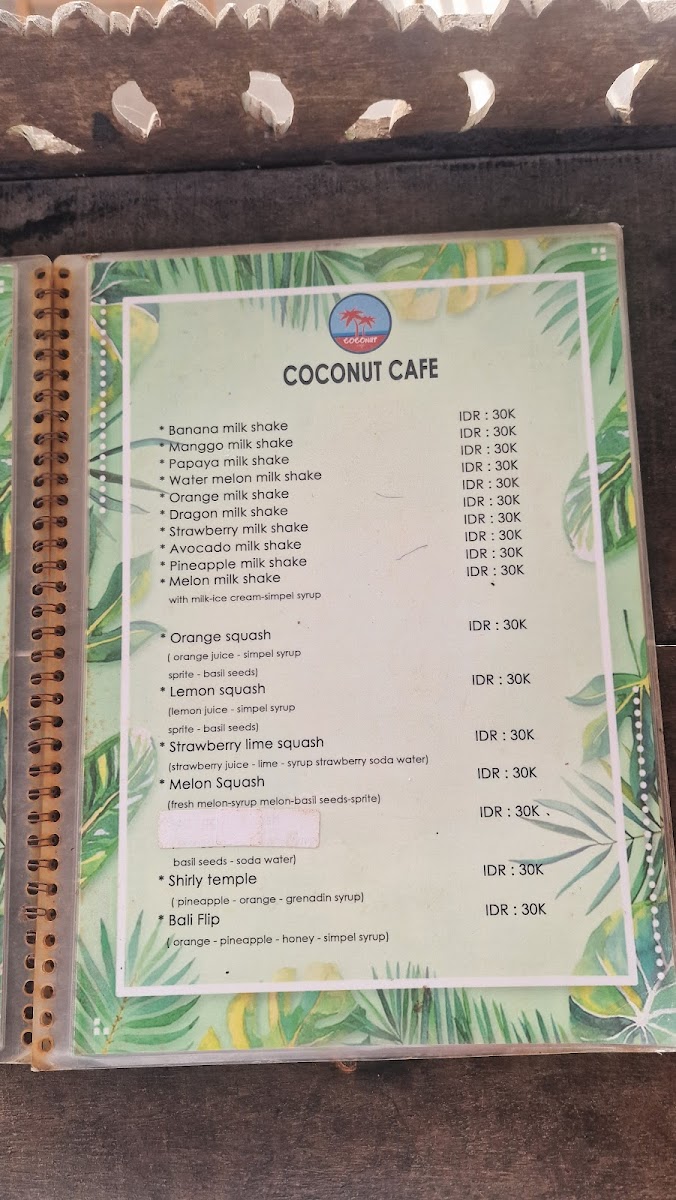 COCONUT
COCONUT CAFE
* Banana milk shake IDR : 30K
* Manggo milk shake IDR : 30K
* Papaya milk shake IDR : 30K
* Water melon milk shake IDR : 30K
* Orange milk shake IDR : 30K
* Dragon milk shake IDR : 30K
* Strawberry milk shake IDR : 30K
* Avocado milk shake IDR : 30K
* Pineapple milk shake IDR : 30K
* Melon milk shake IDR : 30K
with milk-ice cream-simpel syrup
* Orange squash IDR : 30K
( orange juice - simpel syrup
sprite - basil seeds)
* Lemon squash IDR : 30K
(lemon juice - simpel syrup
sprite - basil seeds)
* Strawberry lime squash IDR : 30K
(strawberry juice - lime - syrup strawberry soda water)
* Melon Squash IDR : 30K
(fresh melon-syrup melon-basil seeds-sprite)
IDR : 30K
basil seeds - soda water)
* Shirly temple IDR : 30K
( pineapple - orange - grenadin syrup)
* Bali Flip IDR : 30K
( orange - pineapple - honey - simpel syrup)